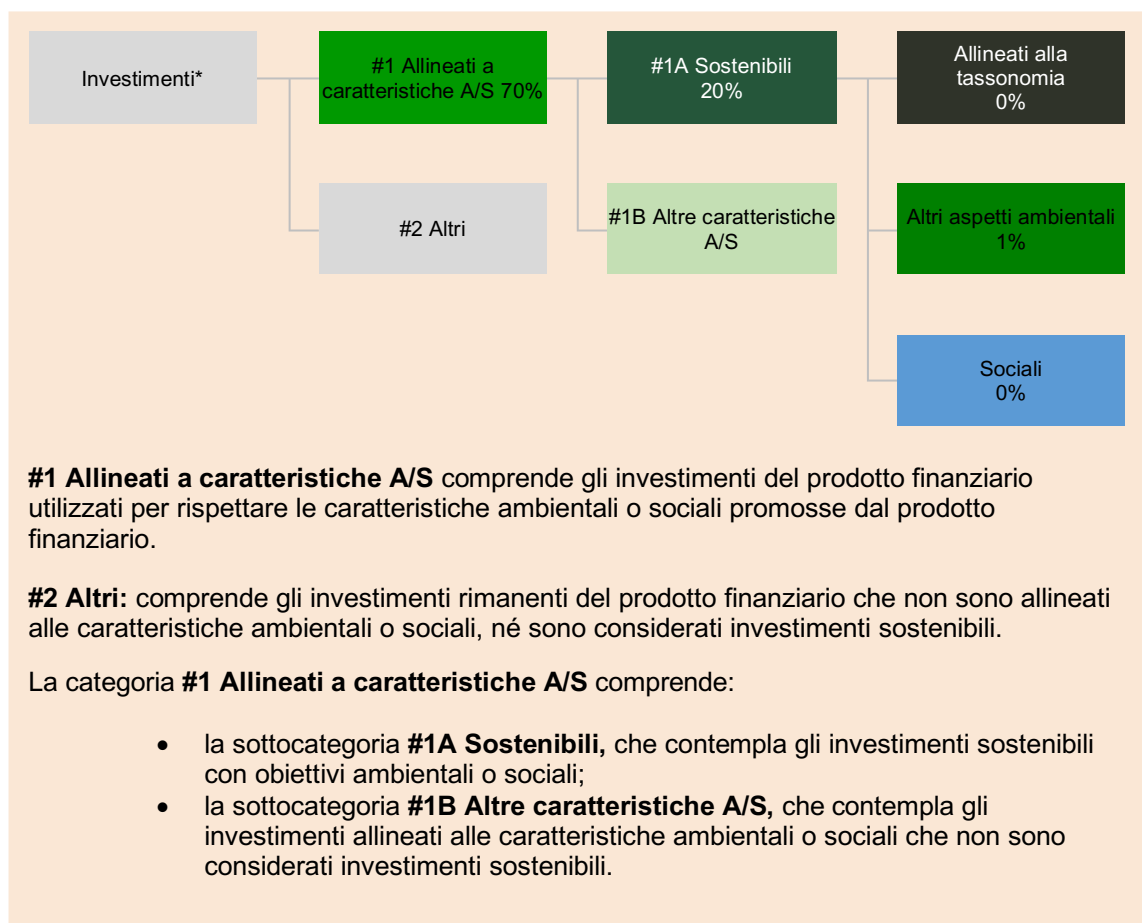 Investimenti*
#1 Allineati a
caratteristiche A/S 70%
#1A Sostenibili
20%
Allineati alla
tassonomia
0%
#2 Altri
#1B Altre caratteristiche
A/S
Altri aspetti ambientali
1%
Sociali
0%
#1 Allineati a caratteristiche A/S comprende gli investimenti del prodotto finanziario
utilizzati per rispettare le caratteristiche ambientali o sociali promosse dal prodotto
finanziario.
#2 Altri: comprende gli investimenti rimanenti del prodotto finanziario che non sono allineati
alle caratteristiche ambientali o sociali, né sono considerati investimenti sostenibili.
La categoria #1 Allineati a caratteristiche A/S comprende:
• la sottocategoria #1A Sostenibili, che contempla gli investimenti sostenibili
con obiettivi ambientali o sociali;
• la sottocategoria #1B Altre caratteristiche A/S, che contempla gli
investimenti allineati alle caratteristiche ambientali o sociali che non sono
considerati investimenti sostenibili.